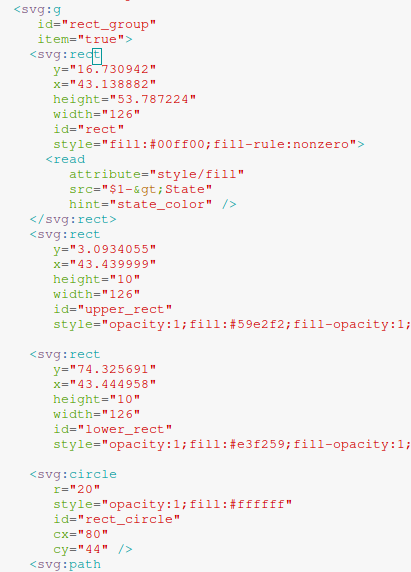 <svg:g
id="rect_group"
item="true">
<svg:rect
y="16.730942"
x="43.138882"
height="53.787224"
width="126"
id="rect"
style="fill:#00ff00;fill-rule:nonzero">
<read
attribute="style/fill"
src="$1-&gt;State"
hint="state_color" />
</svg:rect>
<svg:rect
y="3.0934055"
x="43.439999"
height="10"
width="126"
id="upper_rect"
style="opacity:1;fill:#59e2f2;fill-opacity:1;
<svg:rect
y="74.325691"
x="43.444958"
height="10"
width="126"
id="lower_rect"
style="opacity:1;fill:#e3f259;fill-opacity:1;
<svg:circle
r="20"
style="opacity:1;fill:#ffffff"
id="rect_circle"
cx="80"
cy="44" />
<svg:path